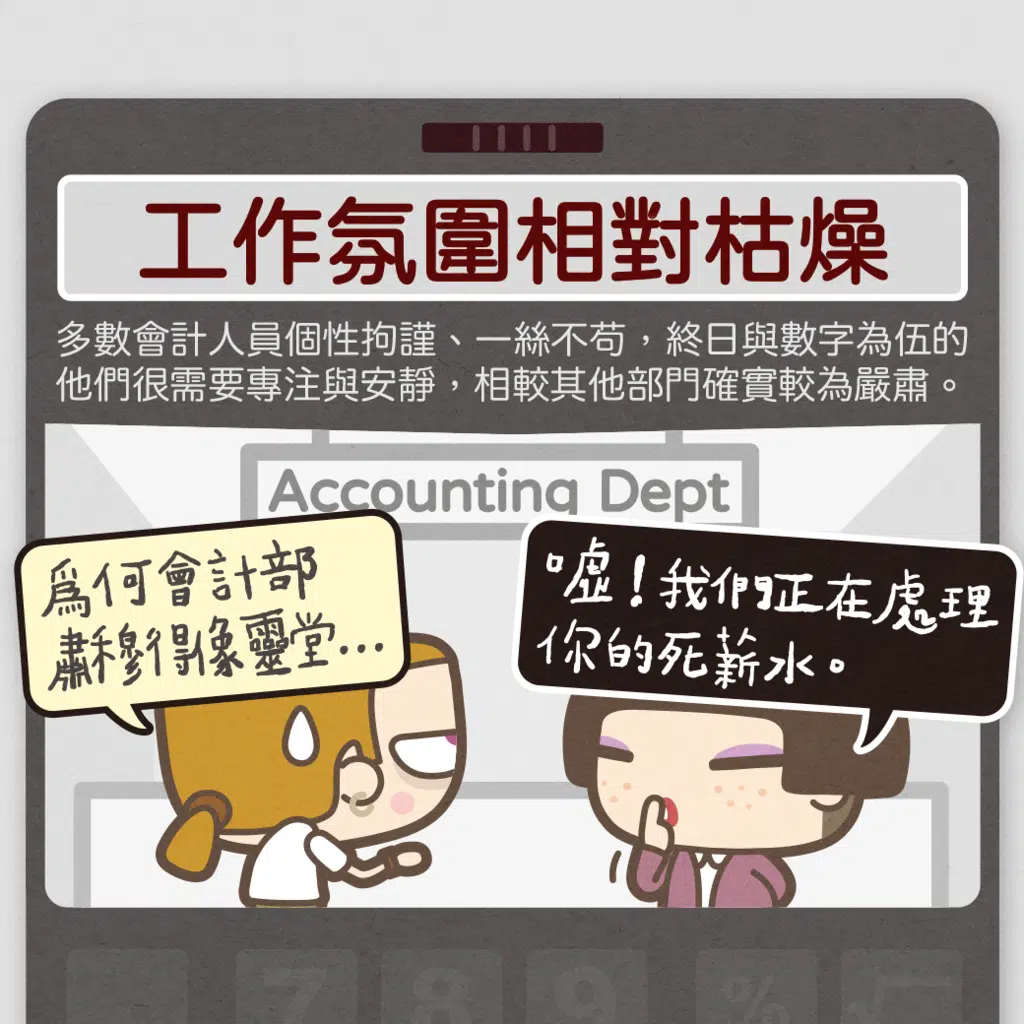 工作氛圍相對枯燥
多數會計人員個性拘謹、一絲不苟，終日與數字為伍的
他們很需要專注與安靜，相較其他部門確實較為嚴肅。
Accounting Dept
為何會計部
肅穆得像靈堂...
噓！我們正在處理
你的死薪水。
7 8 9 % √